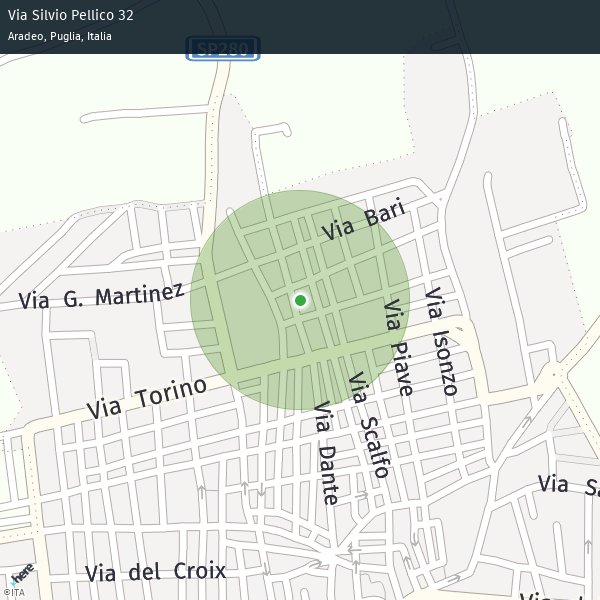 Via Silvio Pellico 32
Aradeo, Puglia, Italia
SP280
Via Bari
Via G. Martinez
Via Isonzo
Via Piave
Via Torino
Via Scalfo
Via Dante
Via Sa
Via del Croix
here
©ITA